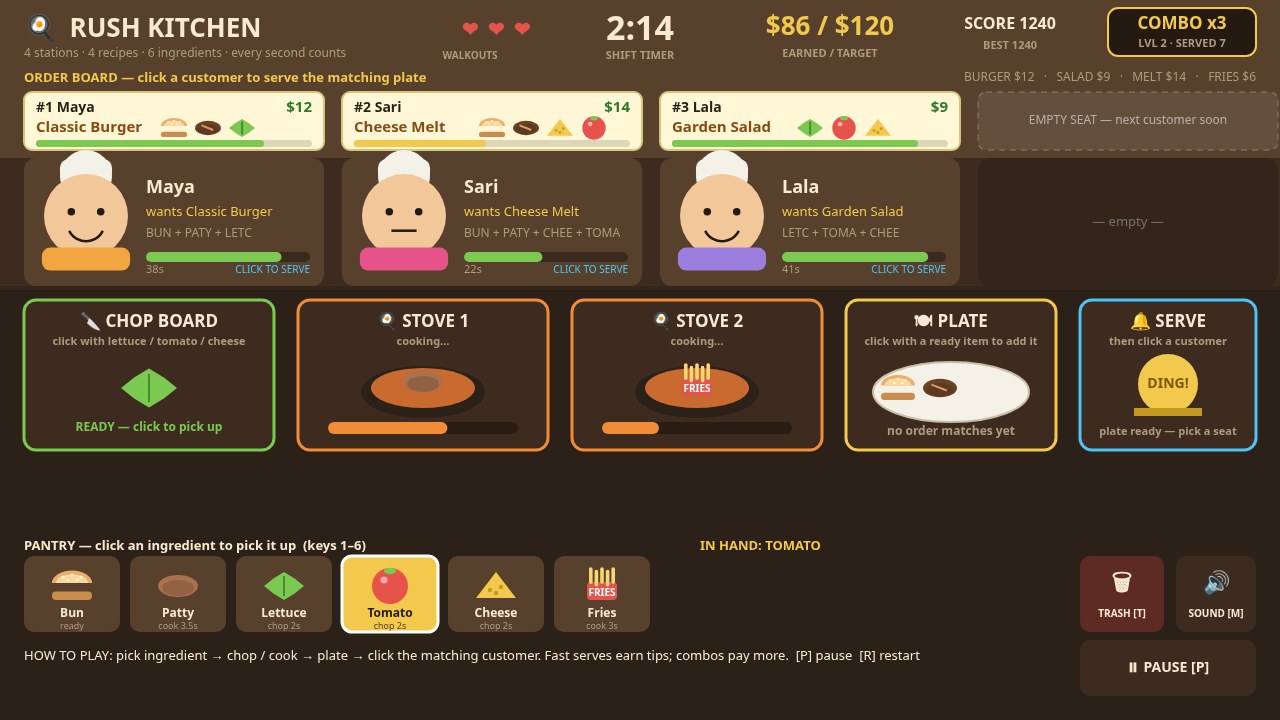 RUSH KITCHEN
4 stations · 4 recipes · 6 ingredients · every second counts
WALKOUTS
2:14
SHIFT TIMER
$86 / $120
EARNED / TARGET
SCORE 1240
BEST 1240
COMBO x3
LVL 2 · SERVED 7
ORDER BOARD — click a customer to serve the matching plate
BURGER $12 · SALAD $9 · MELT $14 · FRIES $6
#1 Maya $12
Classic Burger
#2 Sari $14
Cheese Melt
#3 Lala $9
Garden Salad
EMPTY SEAT — next customer soon
Maya
wants Classic Burger
BUN + PATY + LETC
38s CLICK TO SERVE
Sari
wants Cheese Melt
BUN + PATY + CHEE + TOMA
22s CLICK TO SERVE
Lala
wants Garden Salad
LETC + TOMA + CHEE
41s CLICK TO SERVE
— empty —
CHOP BOARD
click with lettuce / tomato / cheese
READY — click to pick up
STOVE 1
cooking...
STOVE 2
cooking...
FRIES
PLATE
click with a ready item to add it
no order matches yet
SERVE
then click a customer
DING!
plate ready — pick a seat
PANTRY — click an ingredient to pick it up (keys 1–6)
IN HAND: TOMATO
Bun
ready
Patty
cook 3.5s
Lettuce
chop 2s
Tomato
chop 2s
Cheese
chop 2s
FRIES
Fries
cook 3s
TRASH [T]
SOUND [M]
HOW TO PLAY: pick ingredient → chop / cook → plate → click the matching customer. Fast serves earn tips; combos pay more. [P] pause [R] restart
⏸ PAUSE [P]